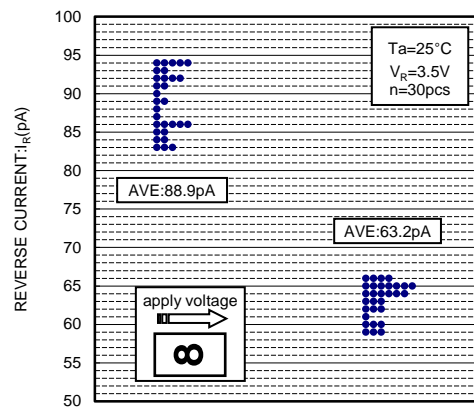 REVERSE CURRENT:IR(pA)
100
95
90
85
80
75
70
65
60
55
50
Ta=25°C
VR=3.5V
n=30pcs
AVE:88.9pA
AVE:63.2pA
apply voltage
8